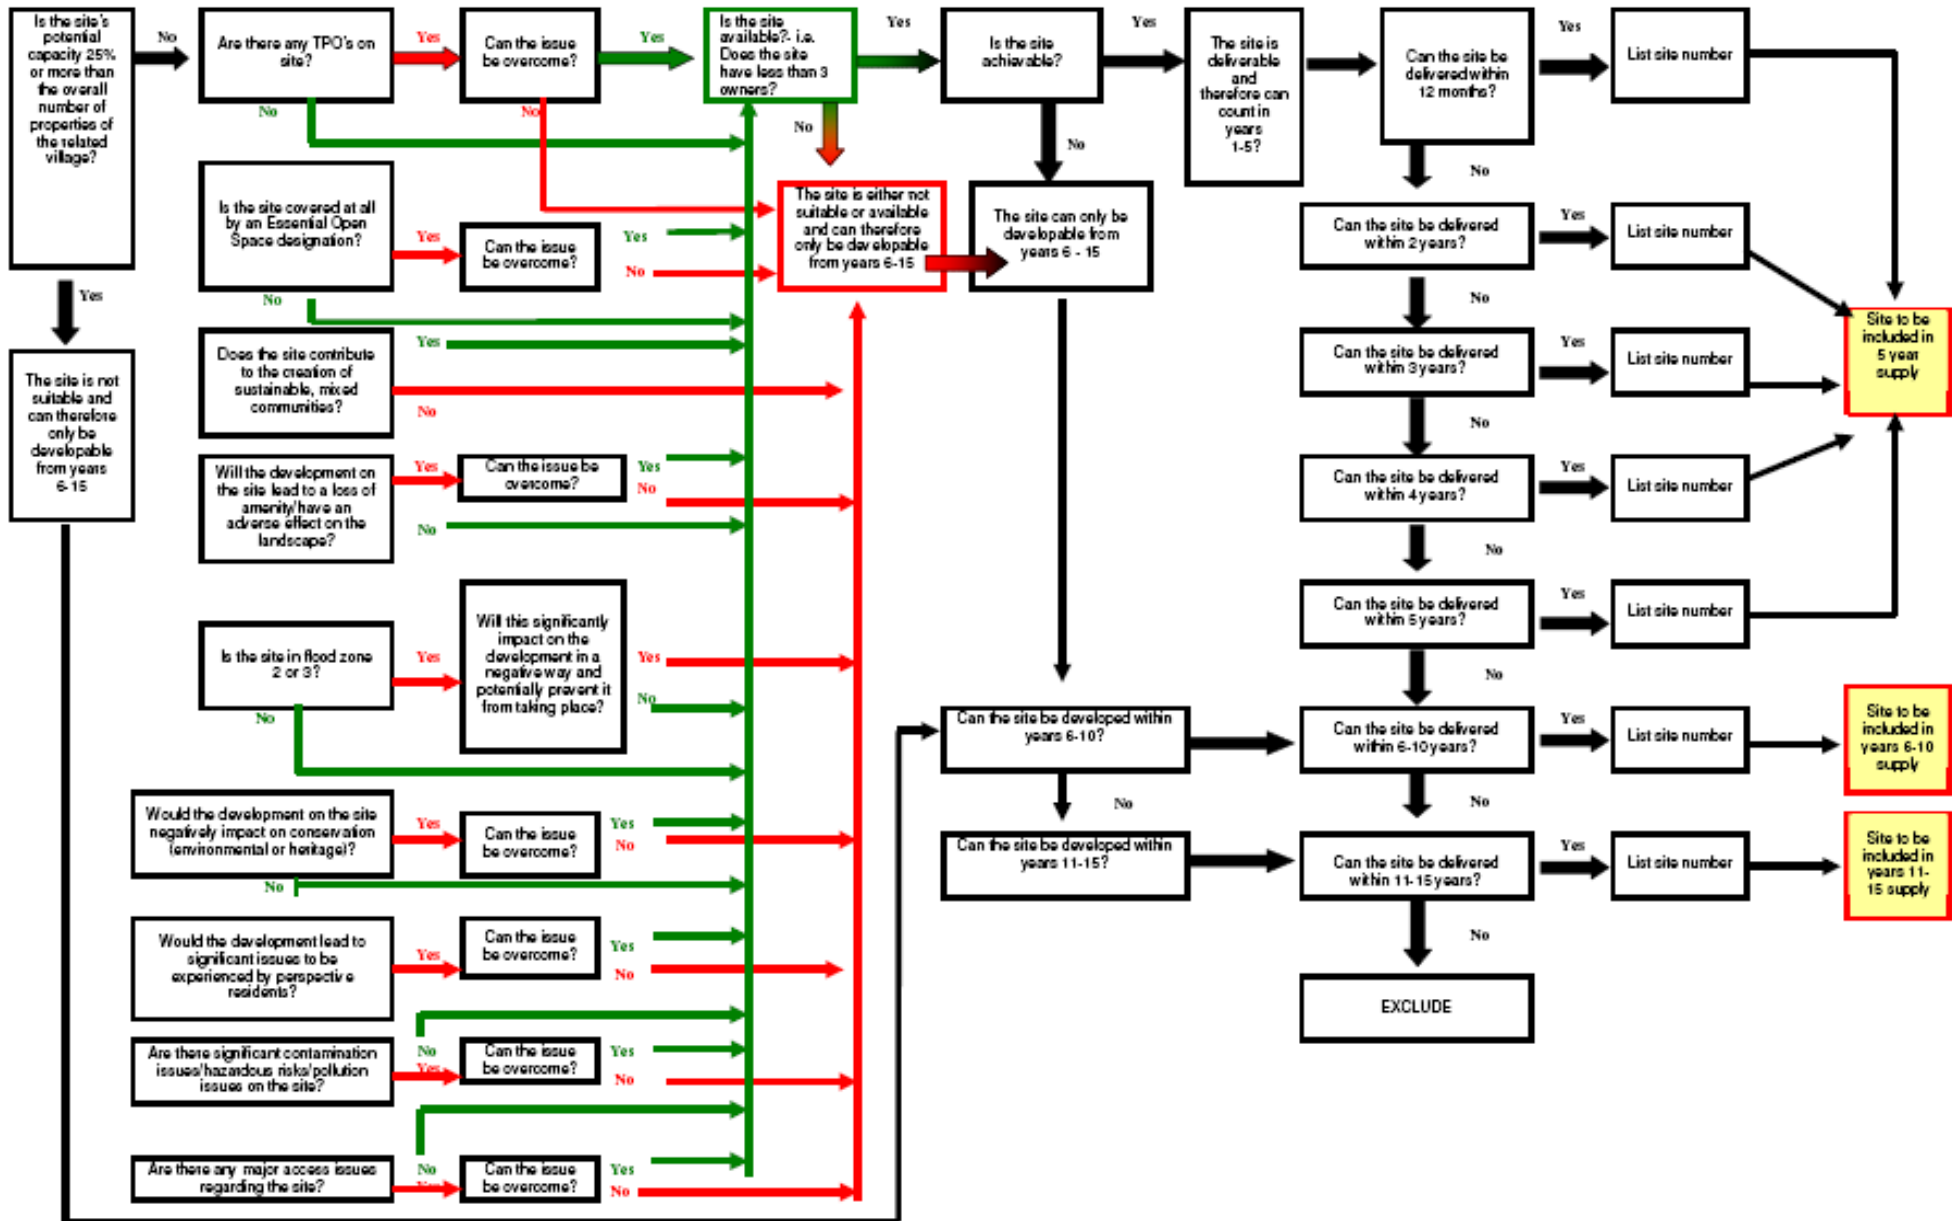 Is the site's
potential
capacity 25%
or more than
the overall
number of
properties of
the related
village?
No
Yes
The site is not
suitable and
can therefore
only be
developable
from years
6-15
Are there any TPO's on
site?
Yes
No
Can the issue
be overcome?
Yes
No
Is the site
available?- i.e.
Does the site
have less than 3
owners?
Yes
No
Is the site
achievable?
Yes
No
The site is
deliverable
and
therefore can
count in
years
1-5?
Can the site be
delivered within
12 months?
Yes
No
List site number
Is the site covered at all
by an Essential Open
Space designation?
Yes
No
Can the issue
be overcome?
Yes
No
The site is either not
suitable or available
and can therefore
only be developable
from years 6-15
The site can only be
developable from
years 6 - 15
Can the site be delivered
within 2 years?
Yes
No
List site number
Does the site contribute
to the creation of
sustainable, mixed
communities?
Yes
No
Can the site be delivered
within 3 years?
Yes
No
List site number
Site to be
included in
5 year
supply
Will the development on
the site lead to a loss of
amenity/have an
adverse effect on the
landscape?
Yes
No
Can the issue be
overcome?
Yes
No
Can the site be delivered
within 4 years?
Yes
No
List site number
Is the site in flood zone
2 or 3?
Yes
No
Will this significantly
impact on the
development in a
negative way and
potentially prevent it
from taking place?
Yes
No
Can the site be delivered
within 5 years?
Yes
No
List site number
Can the site be developed within
years 6-10?
No
Can the site be delivered
within 6-10 years?
Yes
No
List site number
Site to be
included in
years 6-10
supply
Would the development on the site
negatively impact on conservation
(environmental or heritage)?
Yes
No
Can the issue
be overcome?
Yes
No
Can the site be developed within
years 11-15?
Can the site be delivered
within 11-15 years?
Yes
No
List site number
Site to be
included in
years 11-
15 supply
Would the development lead to
significant issues to be
experienced by perspective
residents?
Yes
Can the issue
be overcome?
Yes
No
EXCLUDE
Are there significant contamination
issues/hazardous risks/pollution
issues on the site?
No
Yes
Can the issue
be overcome?
Yes
No
Are there any major access issues
regarding the site?
No
Yes
Can the issue
be overcome?
Yes
No